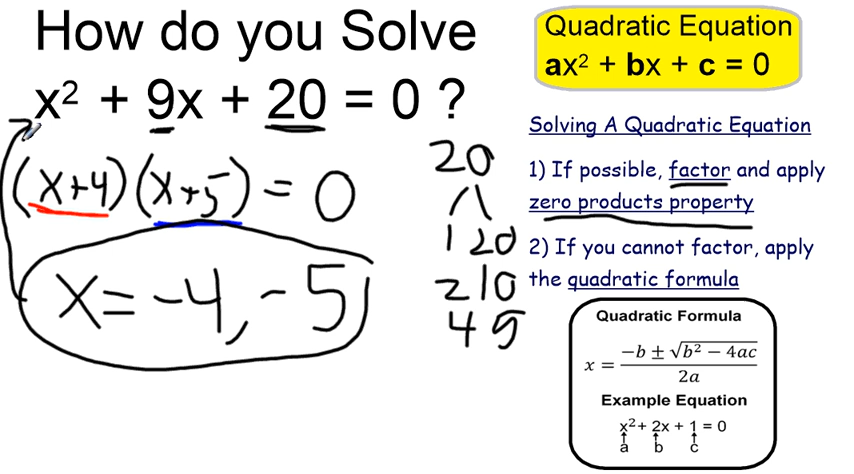 How do you Solve
x² + 9x + 20 = 0 ?
(x+4)(x+5) = 0
x = -4, -5
20
1 20
2 10
4 5
Quadratic Equation
ax² + bx + c = 0
Solving A Quadratic Equation
1) If possible, factor and apply
zero products property
2) If you cannot factor, apply
the quadratic formula
Quadratic Formula
x = (-b ± √(b² − 4ac)) / 2a
Example Equation
x² + 2x + 1 = 0
a b c